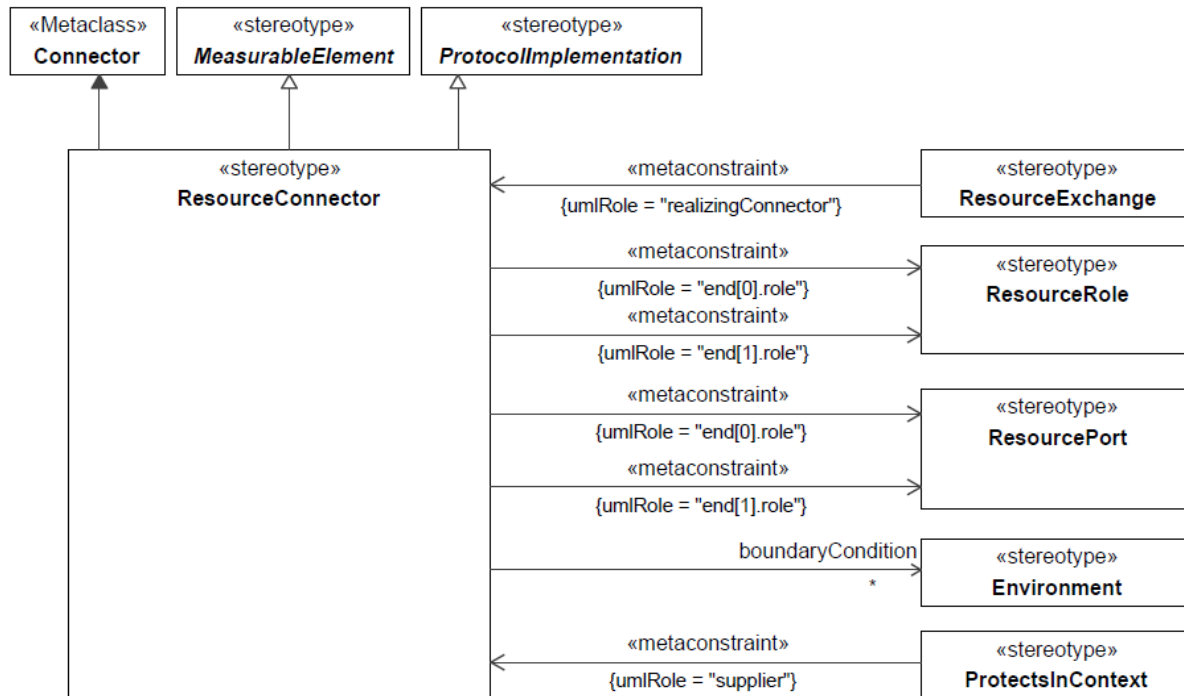 «Metaclass»
Connector
«stereotype»
MeasurableElement
«stereotype»
ProtocolImplementation
«stereotype»
ResourceConnector
«metaconstraint»
{umlRole = "realizingConnector"}
«stereotype»
ResourceExchange
«metaconstraint»
{umlRole = "end[0].role"}
«metaconstraint»
{umlRole = "end[1].role"}
«stereotype»
ResourceRole
«metaconstraint»
{umlRole = "end[0].role"}
«metaconstraint»
{umlRole = "end[1].role"}
«stereotype»
ResourcePort
boundaryCondition
*
«stereotype»
Environment
«metaconstraint»
{umlRole = "supplier"}
«stereotype»
ProtectsInContext